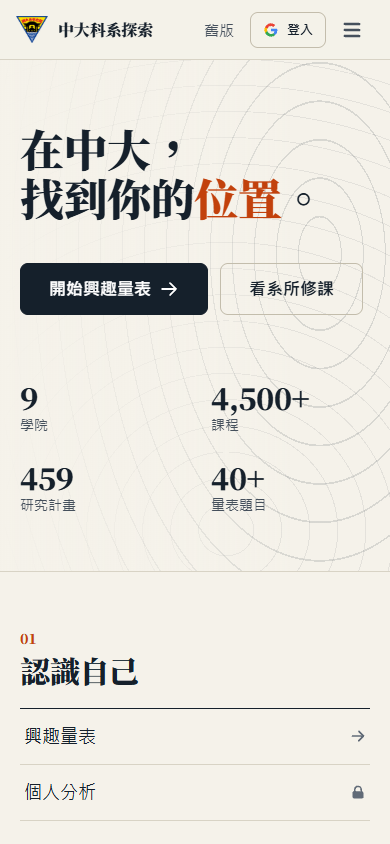 中大科系探索
舊版
登入
在中大，
找到你的位置。
開始興趣量表 →
看系所修課
9
學院
4,500+
課程
459
研究計畫
40+
量表題目
01
認識自己
興趣量表
個人分析